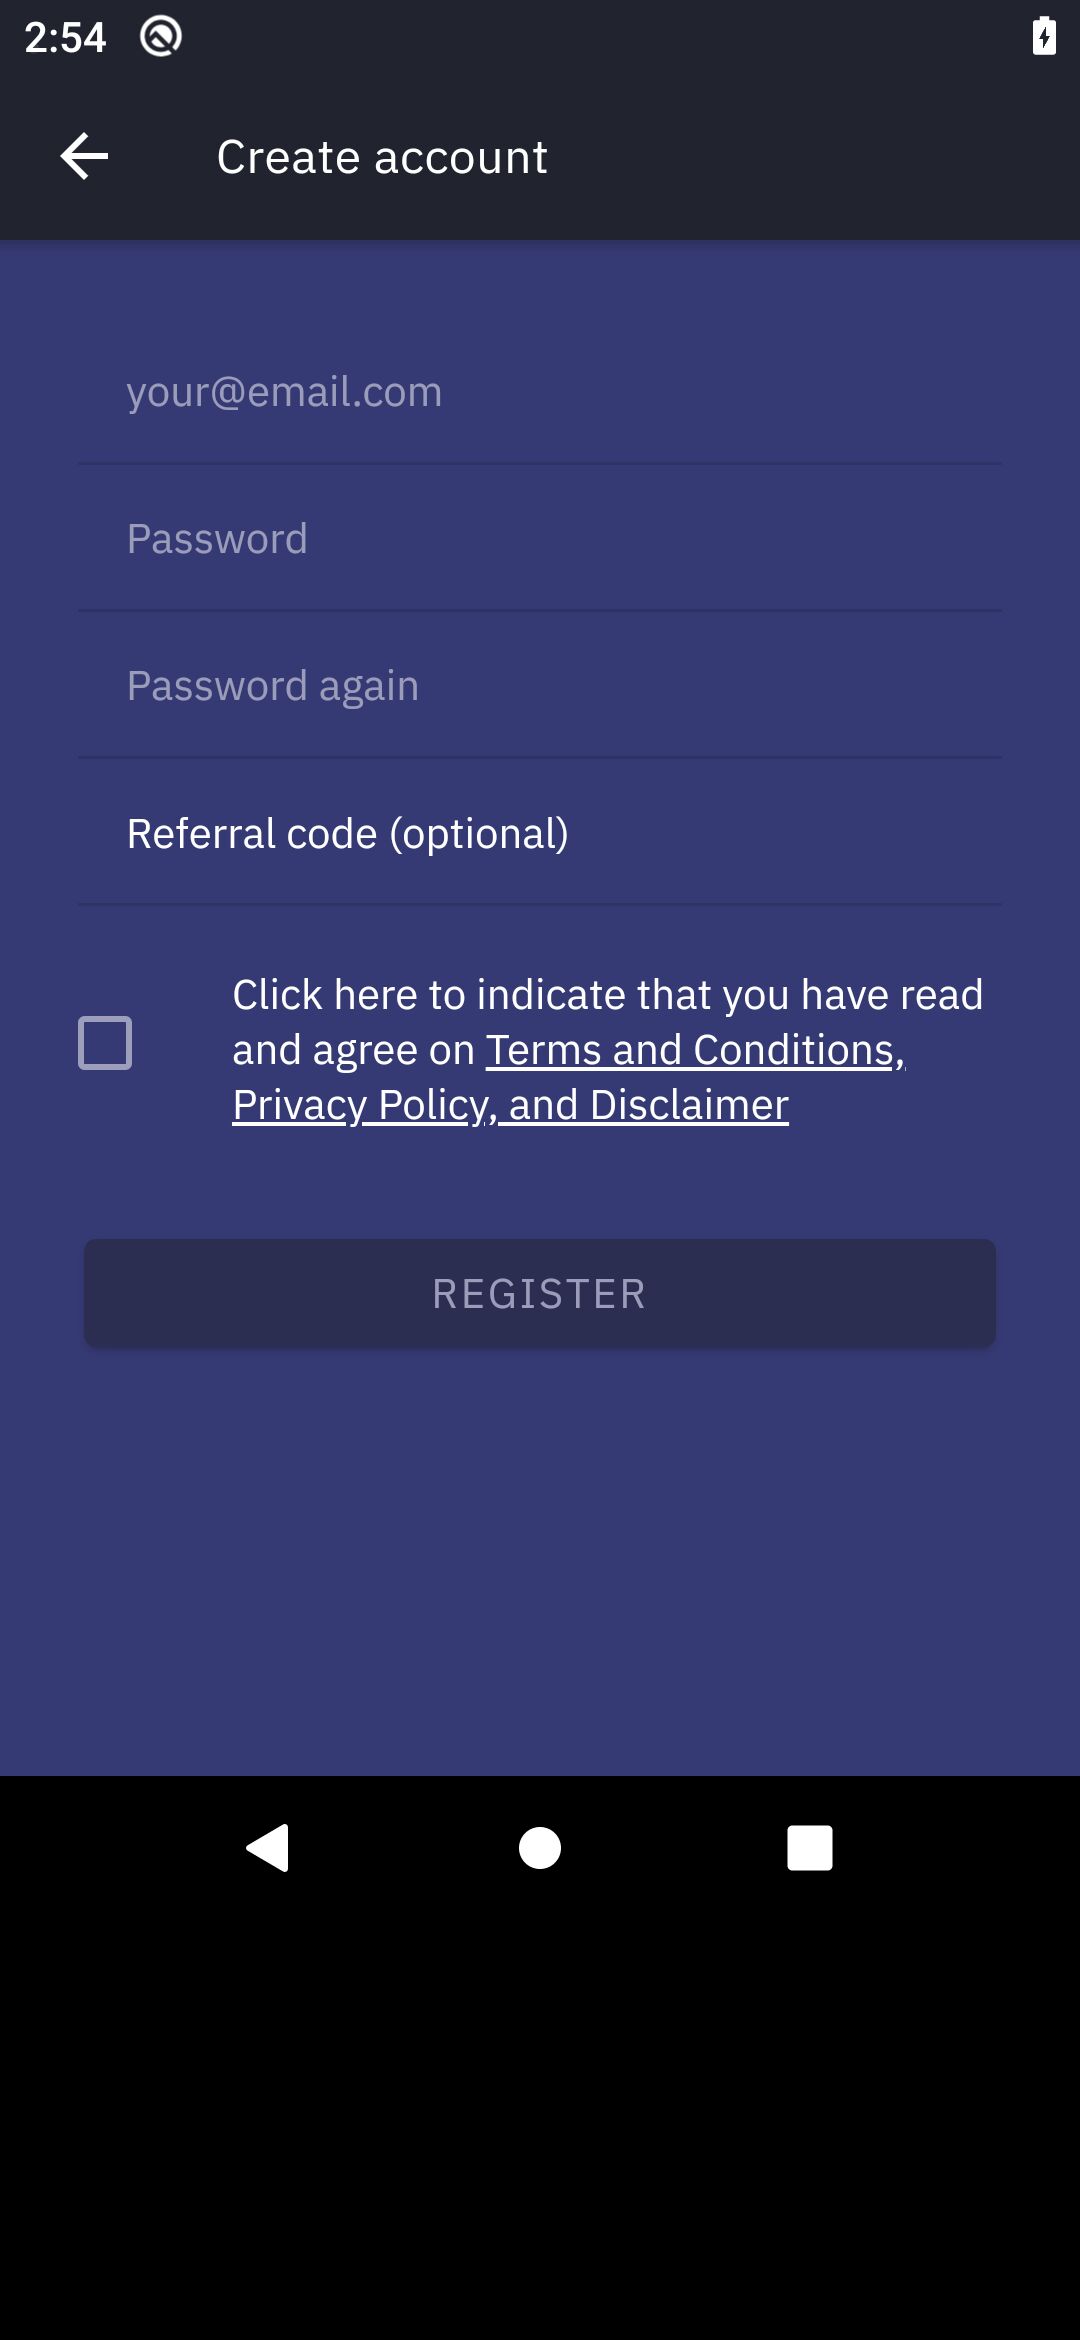 2:54
Create account
your@email.com
Password
Password again
Referral code (optional)
Click here to indicate that you have read
and agree on Terms and Conditions,
Privacy Policy, and Disclaimer
REGISTER